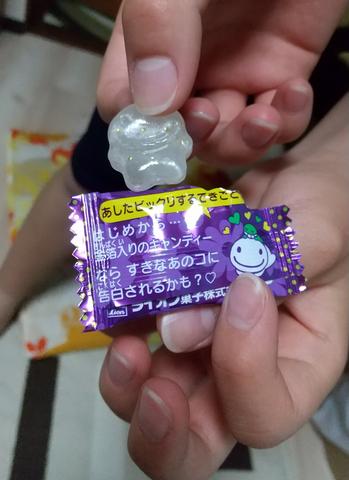 あしたビックリするできごと
はじめから…
金箔入りのキャンディー
なら すきなあのコに
告白されるかも？♡
Lion ライオン菓子株式